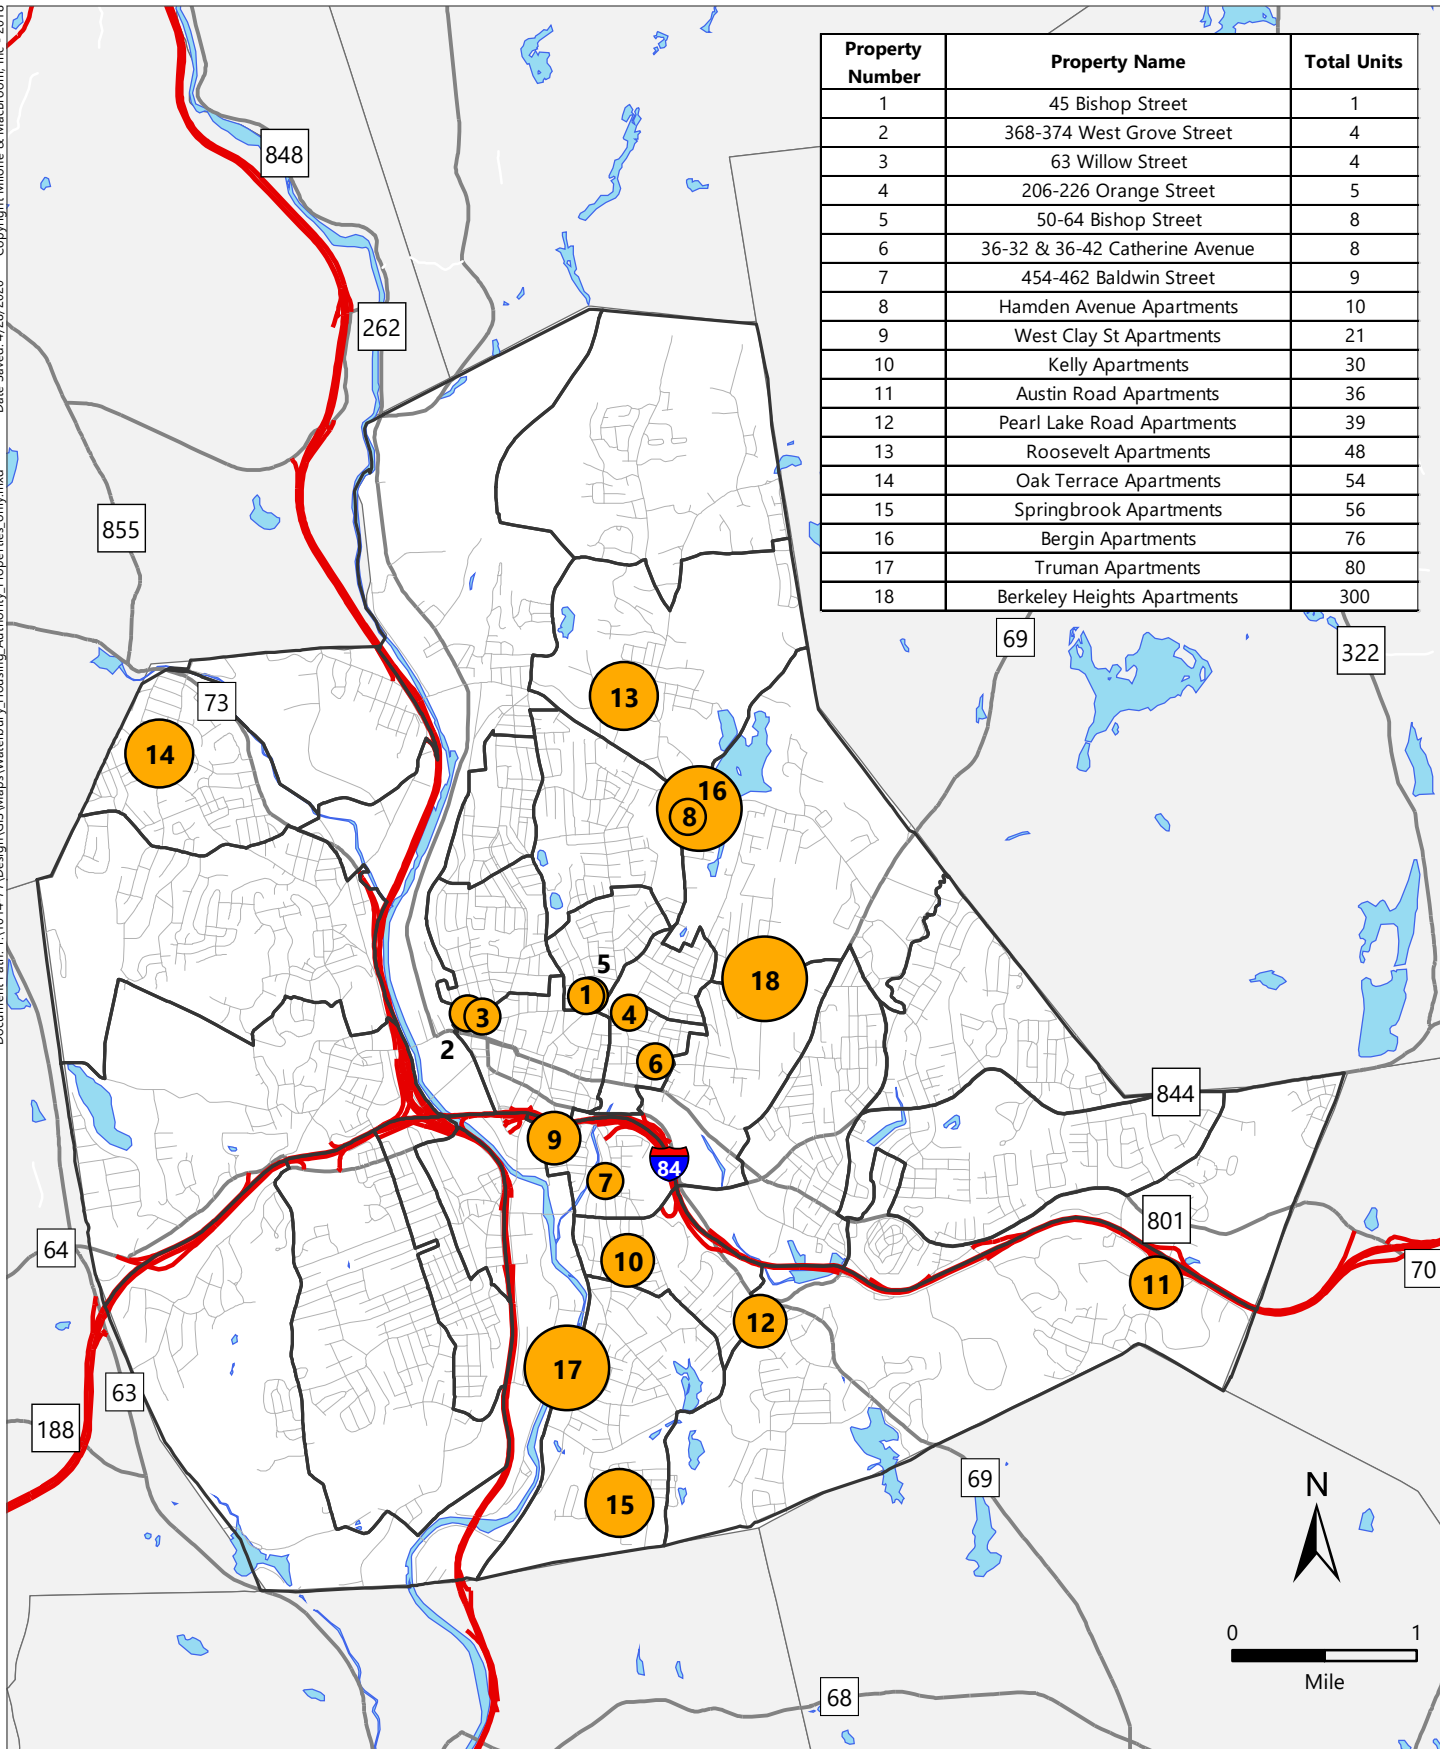 Property Number Property Name Total Units
1 45 Bishop Street 1
2 368-374 West Grove Street 4
3 63 Willow Street 4
4 206-226 Orange Street 5
5 50-64 Bishop Street 8
6 36-32 & 36-42 Catherine Avenue 8
7 454-462 Baldwin Street 9
8 Hamden Avenue Apartments 10
9 West Clay St Apartments 21
10 Kelly Apartments 30
11 Austin Road Apartments 36
12 Pearl Lake Road Apartments 39
13 Roosevelt Apartments 48
14 Oak Terrace Apartments 54
15 Springbrook Apartments 56
16 Bergin Apartments 76
17 Truman Apartments 80
18 Berkeley Heights Apartments 300
848
262
855
69
322
73
13
14
16
8
5
18
1
4
3
2
6
844
9
84
7
801
64
10
70
11
12
17
63
188
69
15
N
0 1
Mile
68